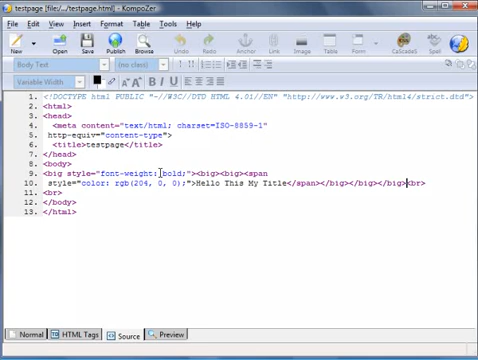 testpage [file:/.../testpage.html] - KompoZer
File Edit View Insert Format Table Tools Help
New Open Save Publish Undo Redo Anchor Link Image Table Form CaScadeS Spell
Body Text (no class)
Variable Width A A B I U
1. <!DOCTYPE html PUBLIC "-//W3C//DTD HTML 4.01//EN" "http://www.w3.org/TR/html4/strict.dtd">
2. <html>
3. <head>
4. <meta content="text/html; charset=ISO-8859-1"
5. http-equiv="content-type">
6. <title>testpage</title>
7. </head>
8. <body>
9. <big style="font-weight: bold;"><big><big><span
10. style="color: rgb(204, 0, 0);">Hello This My Title</span></big></big></big><br>
11. <br>
12. </body>
13. </html>
Normal HTML Tags Source Preview